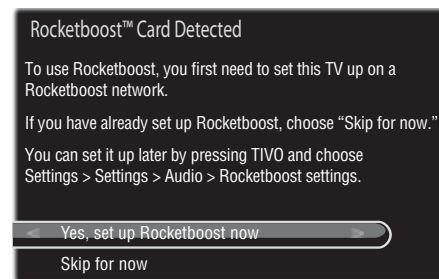 Rocketboost™ Card Detected
To use Rocketboost, you first need to set this TV up on a
Rocketboost network.
If you have already set up Rocketboost, choose “Skip for now.”
You can set it up later by pressing TIVO and choose
Settings > Settings > Audio > Rocketboost settings.
Yes, set up Rocketboost now
Skip for now